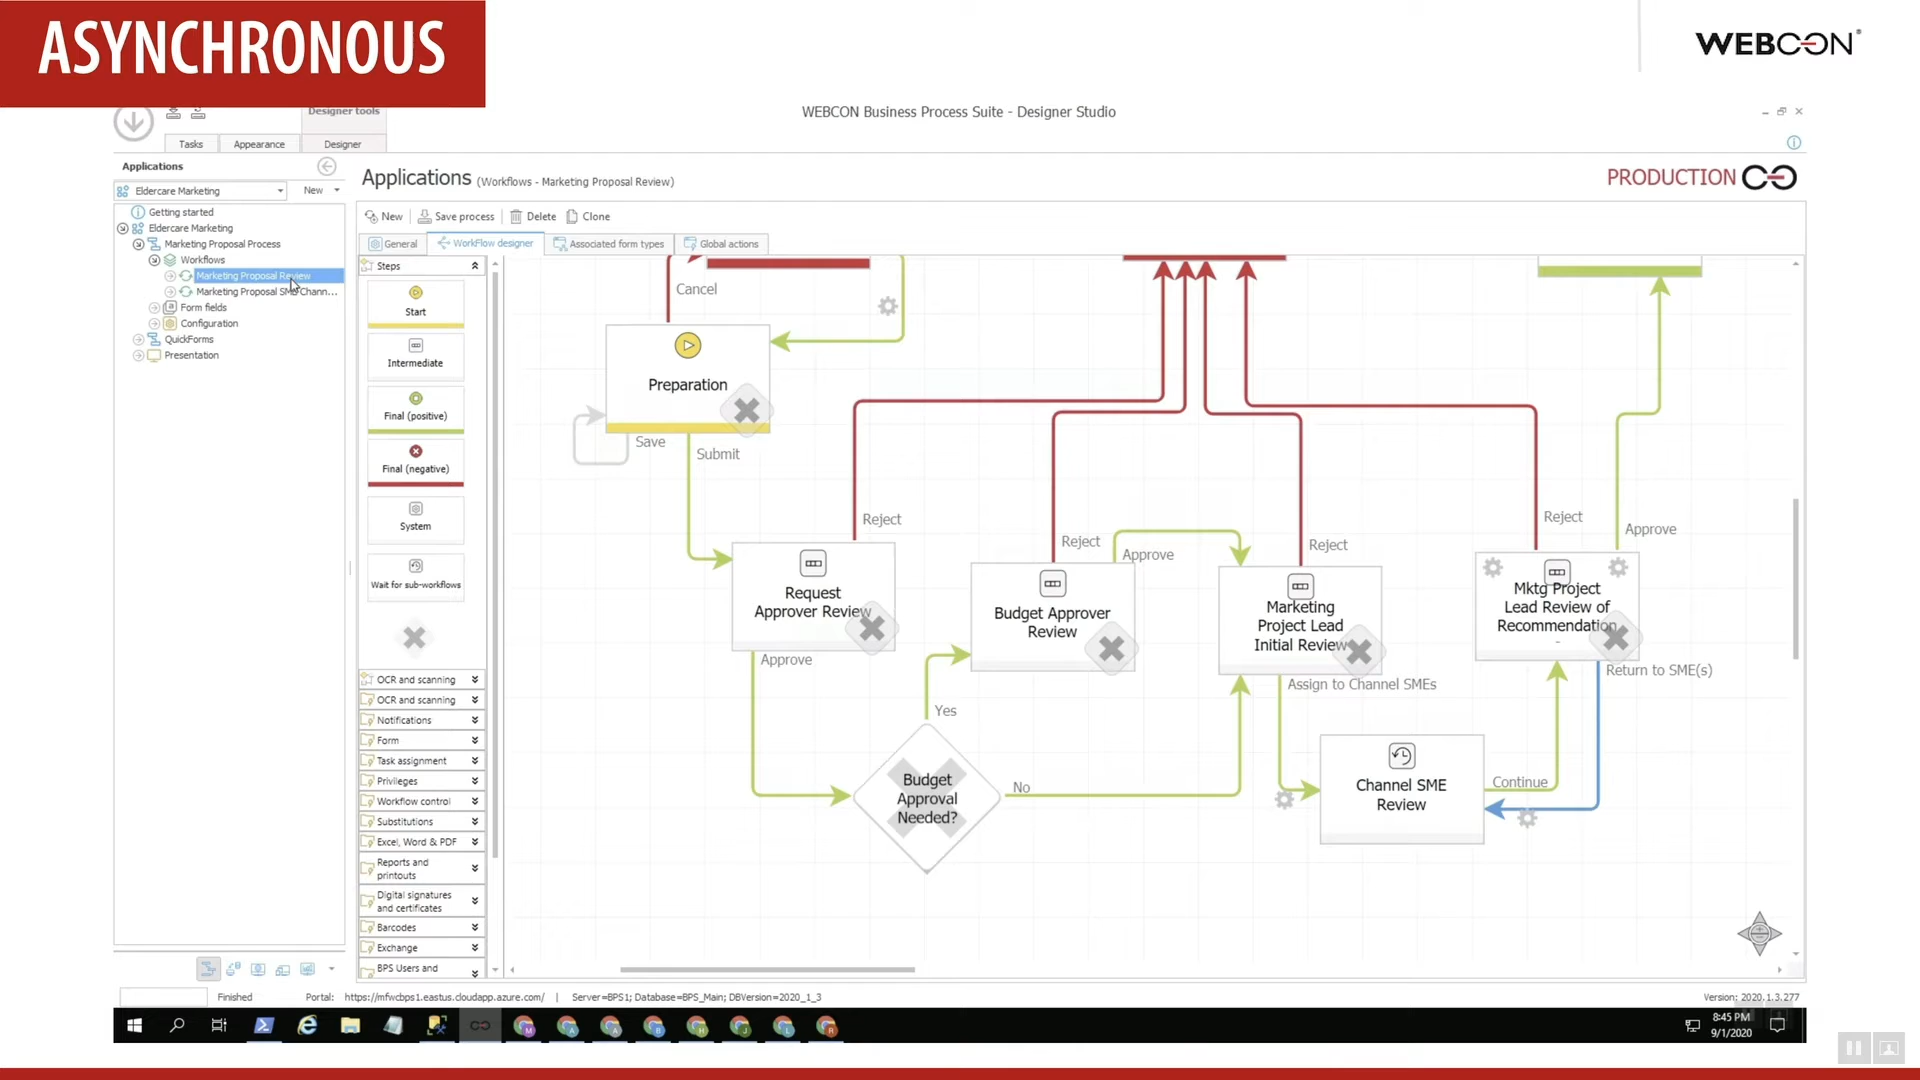 ASYNCHRONOUS
WEBCON
Designer tools
WEBCON Business Process Suite - Designer Studio
Tasks
Appearance
Designer
Applications
Eldercare Marketing
New
Getting started
Eldercare Marketing
Marketing Proposal Process
Workflows
Marketing Proposal Review
Marketing Proposal SME Chann...
Form fields
Configuration
QuickForms
Presentation
Applications (Workflows - Marketing Proposal Review)
PRODUCTION
New
Save process
Delete
Clone
General
WorkFlow designer
Associated form types
Global actions
Steps
Start
Intermediate
Final (positive)
Final (negative)
System
Wait for sub-workflows
OCR and scanning
OCR and scanning
Notifications
Form
Task assignment
Privileges
Workflow control
Substitutions
Excel, Word & PDF
Reports and
printouts
Digital signatures
and certificates
Barcodes
Exchange
BPS Users and
Cancel
Preparation
Save
Submit
Reject
Request
Approver Review
Approve
Reject
Approve
Budget Approver
Review
Yes
Budget
Approval
Needed?
No
Reject
Marketing
Project Lead
Initial Review
Assign to Channel SMEs
Reject
Approve
Mktg Project
Lead Review of
Recommendation
Return to SME(s)
Channel SME
Review
Continue
Finished
Portal: https://mfwcbps1.eastus.cloudapp.azure.com/ | Server=BPS1; Database=BPS_Main; DBVersion=2020_1_3
Version: 2020.1.3.277
8:45 PM
9/1/2020